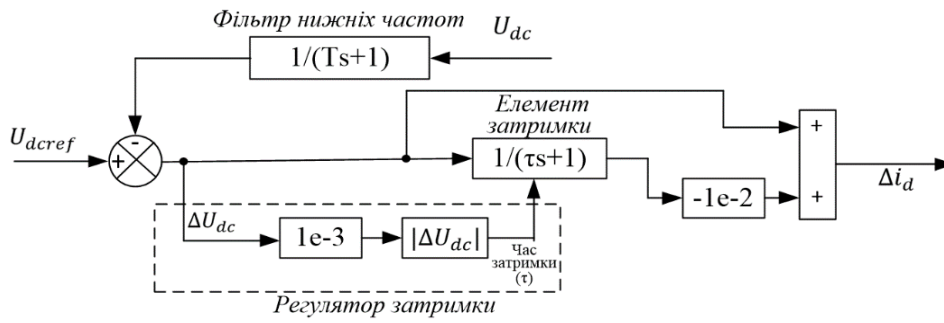 Фільтр нижніх частот
U_dc
1/(Ts+1)
Елемент
затримки
U_dcref
-
+
1/(τs+1)
+
+
-1e-2
Δi_d
ΔU_dc
1e-3
|ΔU_dc|
Час
затримки
(τ)
Регулятор затримки